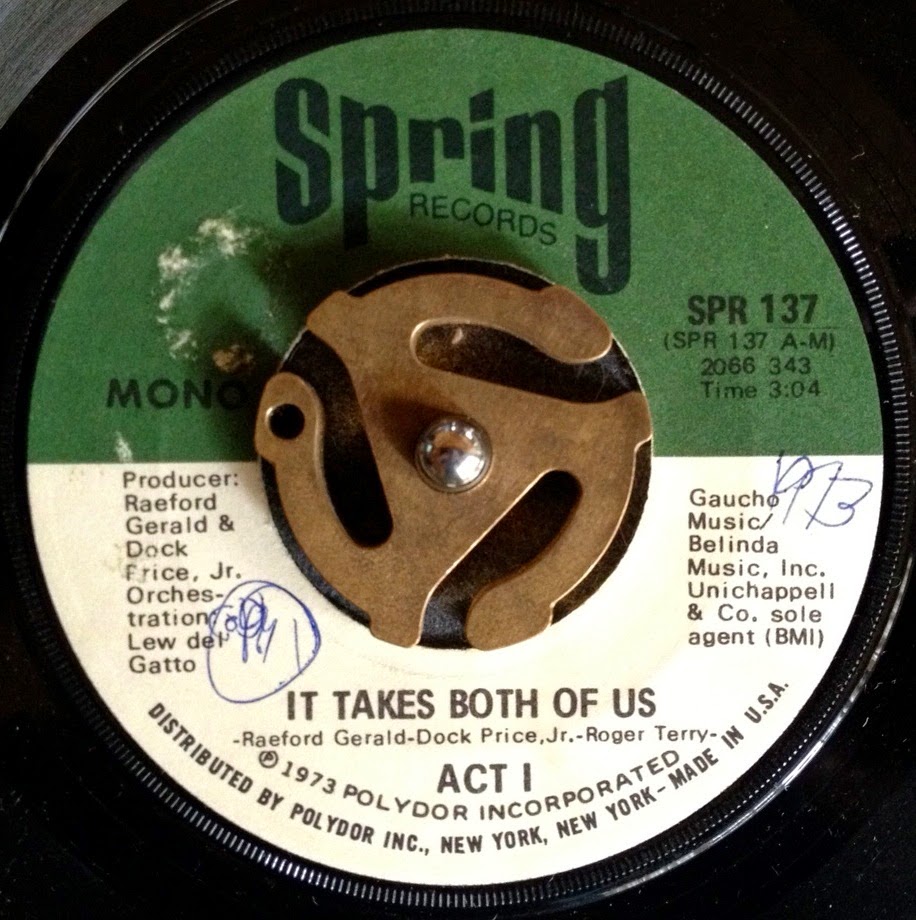 Spring
RECORDS
SPR 137
(SPR 137 A-M)
2066 343
Time 3:04
MONO
Producer:
Raeford
Gerald &
Dock
Price, Jr.
Orches-
tration:
Lew del
Gatto
Gaucho
Music/
Belinda
Music, Inc.
Unichappell
& Co. sole
agent (BMI)
IT TAKES BOTH OF US
-Raeford Gerald-Dock Price,Jr.-Roger Terry-
ACT I
℗ 1973 POLYDOR INCORPORATED
DISTRIBUTED BY POLYDOR INC., NEW YORK, NEW YORK-MADE IN U.S.A.